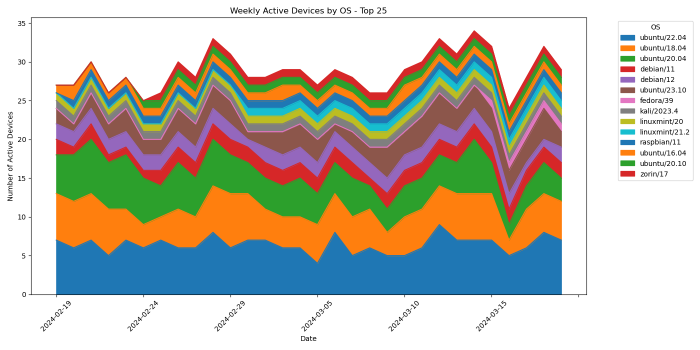 Weekly Active Devices by OS - Top 25
Number of Active Devices
35
30
25
20
15
10
5
0
2024-02-19
2024-02-24
2024-02-29
2024-03-05
2024-03-10
2024-03-15
Date
OS
ubuntu/22.04
ubuntu/18.04
ubuntu/20.04
debian/11
debian/12
ubuntu/23.10
fedora/39
kali/2023.4
linuxmint/20
linuxmint/21.2
raspbian/11
ubuntu/16.04
ubuntu/20.10
zorin/17